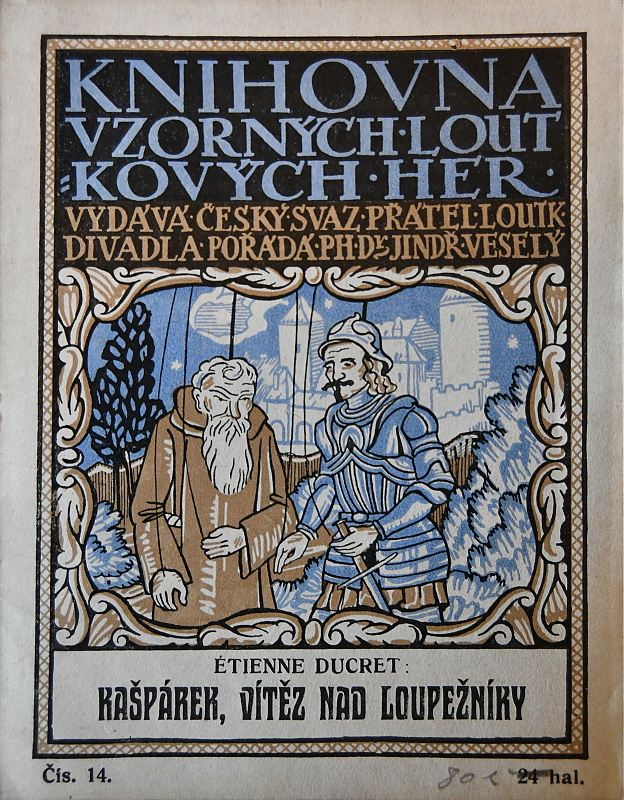 KNIHOVNA
VZORNÝCH·LOUT
=KOVÝCH·HER·
VYDÁVÁ·ČESKÝ·SVAZ·PŘÁTEL·LOUTK·
DIVADLA·POŘÁDÁ·PH·DR·JINDŘ·VESELÝ
ÉTIENNE DUCRET:
KAŠPÁREK, VÍTĚZ NAD LOUPEŽNÍKY
Čís. 14.
24 hal.